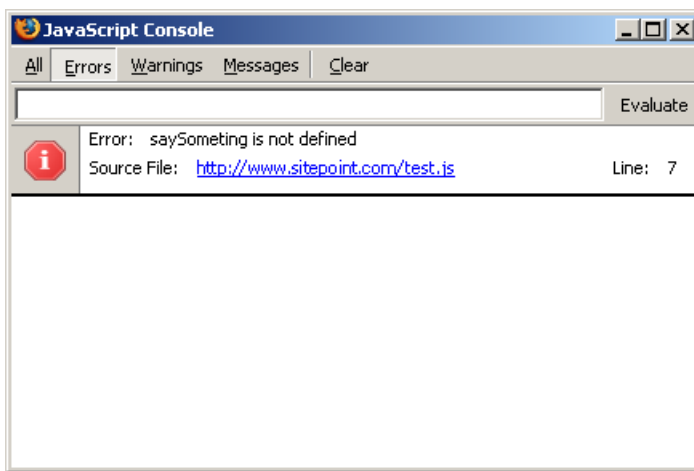 JavaScript Console
All Errors Warnings Messages Clear
Evaluate
Error: saySometing is not defined
Source File: http://www.sitepoint.com/test.js Line: 7